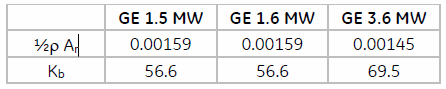 GE 1.5 MW GE 1.6 MW GE 3.6 MW
½ρ Ar 0.00159 0.00159 0.00145
Kb 56.6 56.6 69.5